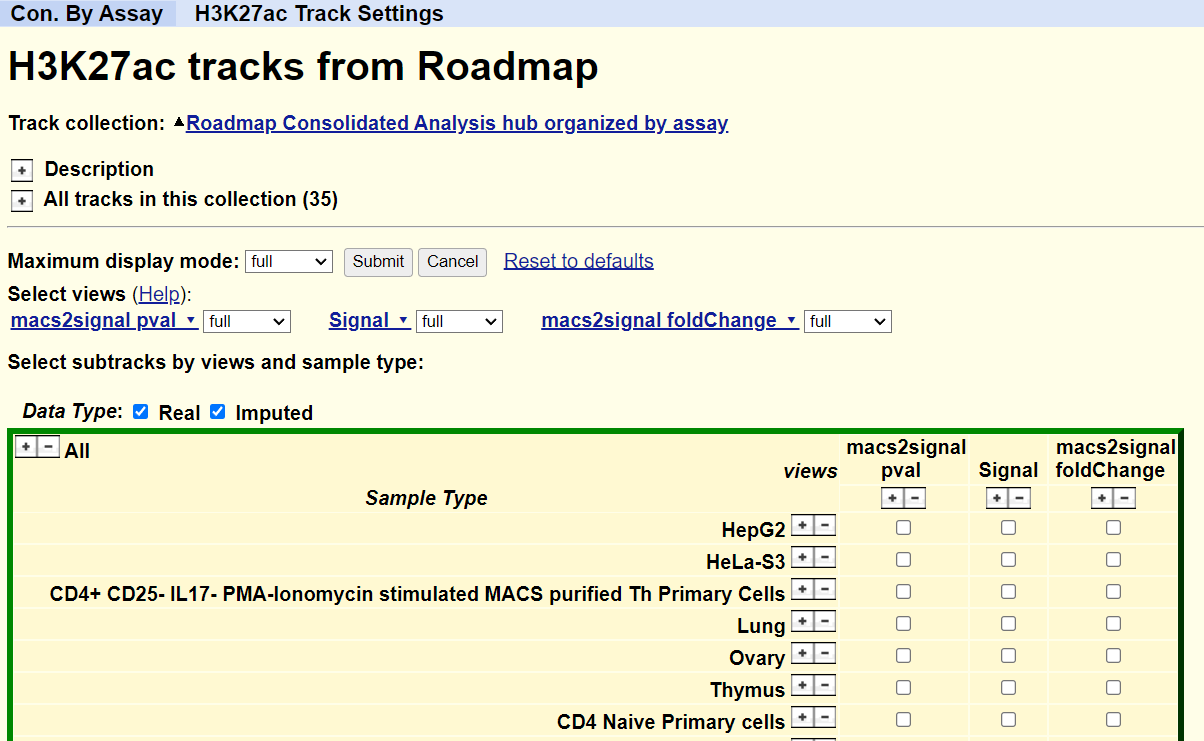 Con. By Assay H3K27ac Track Settings
H3K27ac tracks from Roadmap
Track collection: Roadmap Consolidated Analysis hub organized by assay
+ Description
+ All tracks in this collection (35)
Maximum display mode: full Submit Cancel Reset to defaults
Select views (Help):
macs2signal pval full Signal full macs2signal foldChange full
Select subtracks by views and sample type:
Data Type: Real Imputed
+ - All
views macs2signal pval Signal macs2signal foldChange
Sample Type + - + - + -
HepG2 + -
HeLa-S3 + -
CD4+ CD25- IL17- PMA-Ionomycin stimulated MACS purified Th Primary Cells + -
Lung + -
Ovary + -
Thymus + -
CD4 Naive Primary cells + -